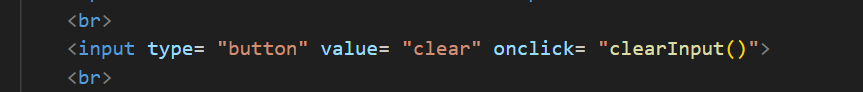 <br>
<input type= "button" value= "clear" onclick= "clearInput()">
<br>